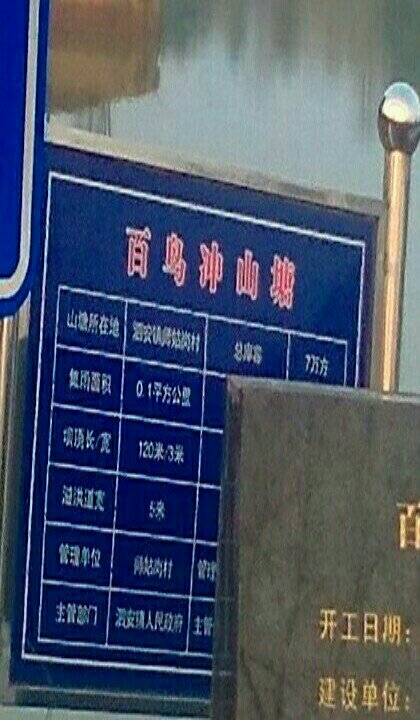 百鸟冲山塘
山塘所在地 泗安镇师姑岗村 总库容 7万方
集雨面积 0.1平方公里
坝顶长/宽 120米/3米
溢洪道宽 5米
管理单位 师姑岗村 管理
主管部门 泗安镇人民政府 主管
百
开工日期:
建设单位: